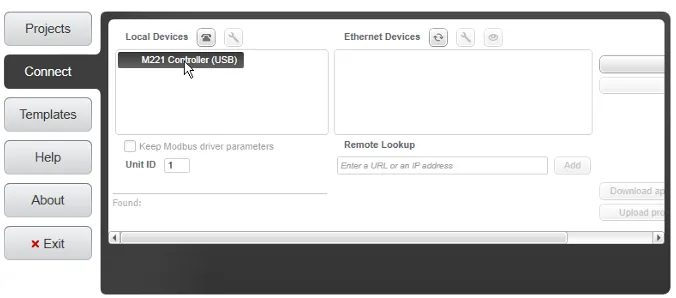 Projects
Connect
Templates
Help
About
Exit
Local Devices
M221 Controller (USB)
Keep Modbus driver parameters
Unit ID 1
Found:
Ethernet Devices
Remote Lookup
Enter a URL or an IP address
Add
Download ap
Upload pro